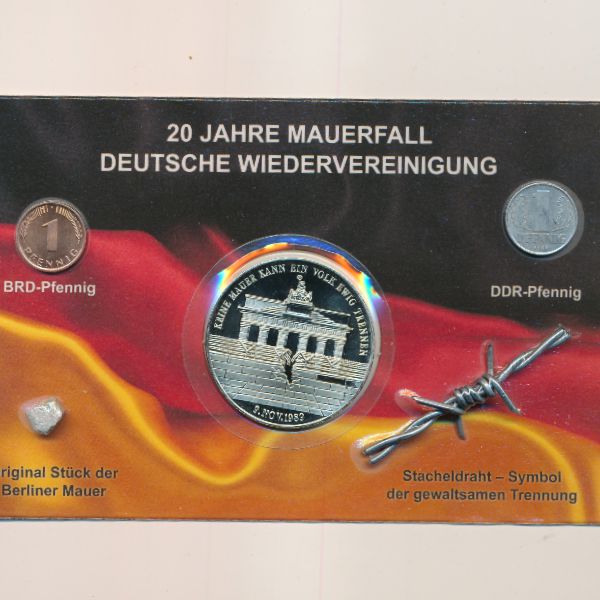 20 JAHRE MAUERFALL
DEUTSCHE WIEDERVEREINIGUNG
1
PFENNIG
BRD-Pfennig
1
DDR-Pfennig
KEINE MAUER KANN EIN VOLK EWIG TRENNEN
9. NOV. 1989
riginal Stück der
Berliner Mauer
Stacheldraht – Symbol
der gewaltsamen Trennung